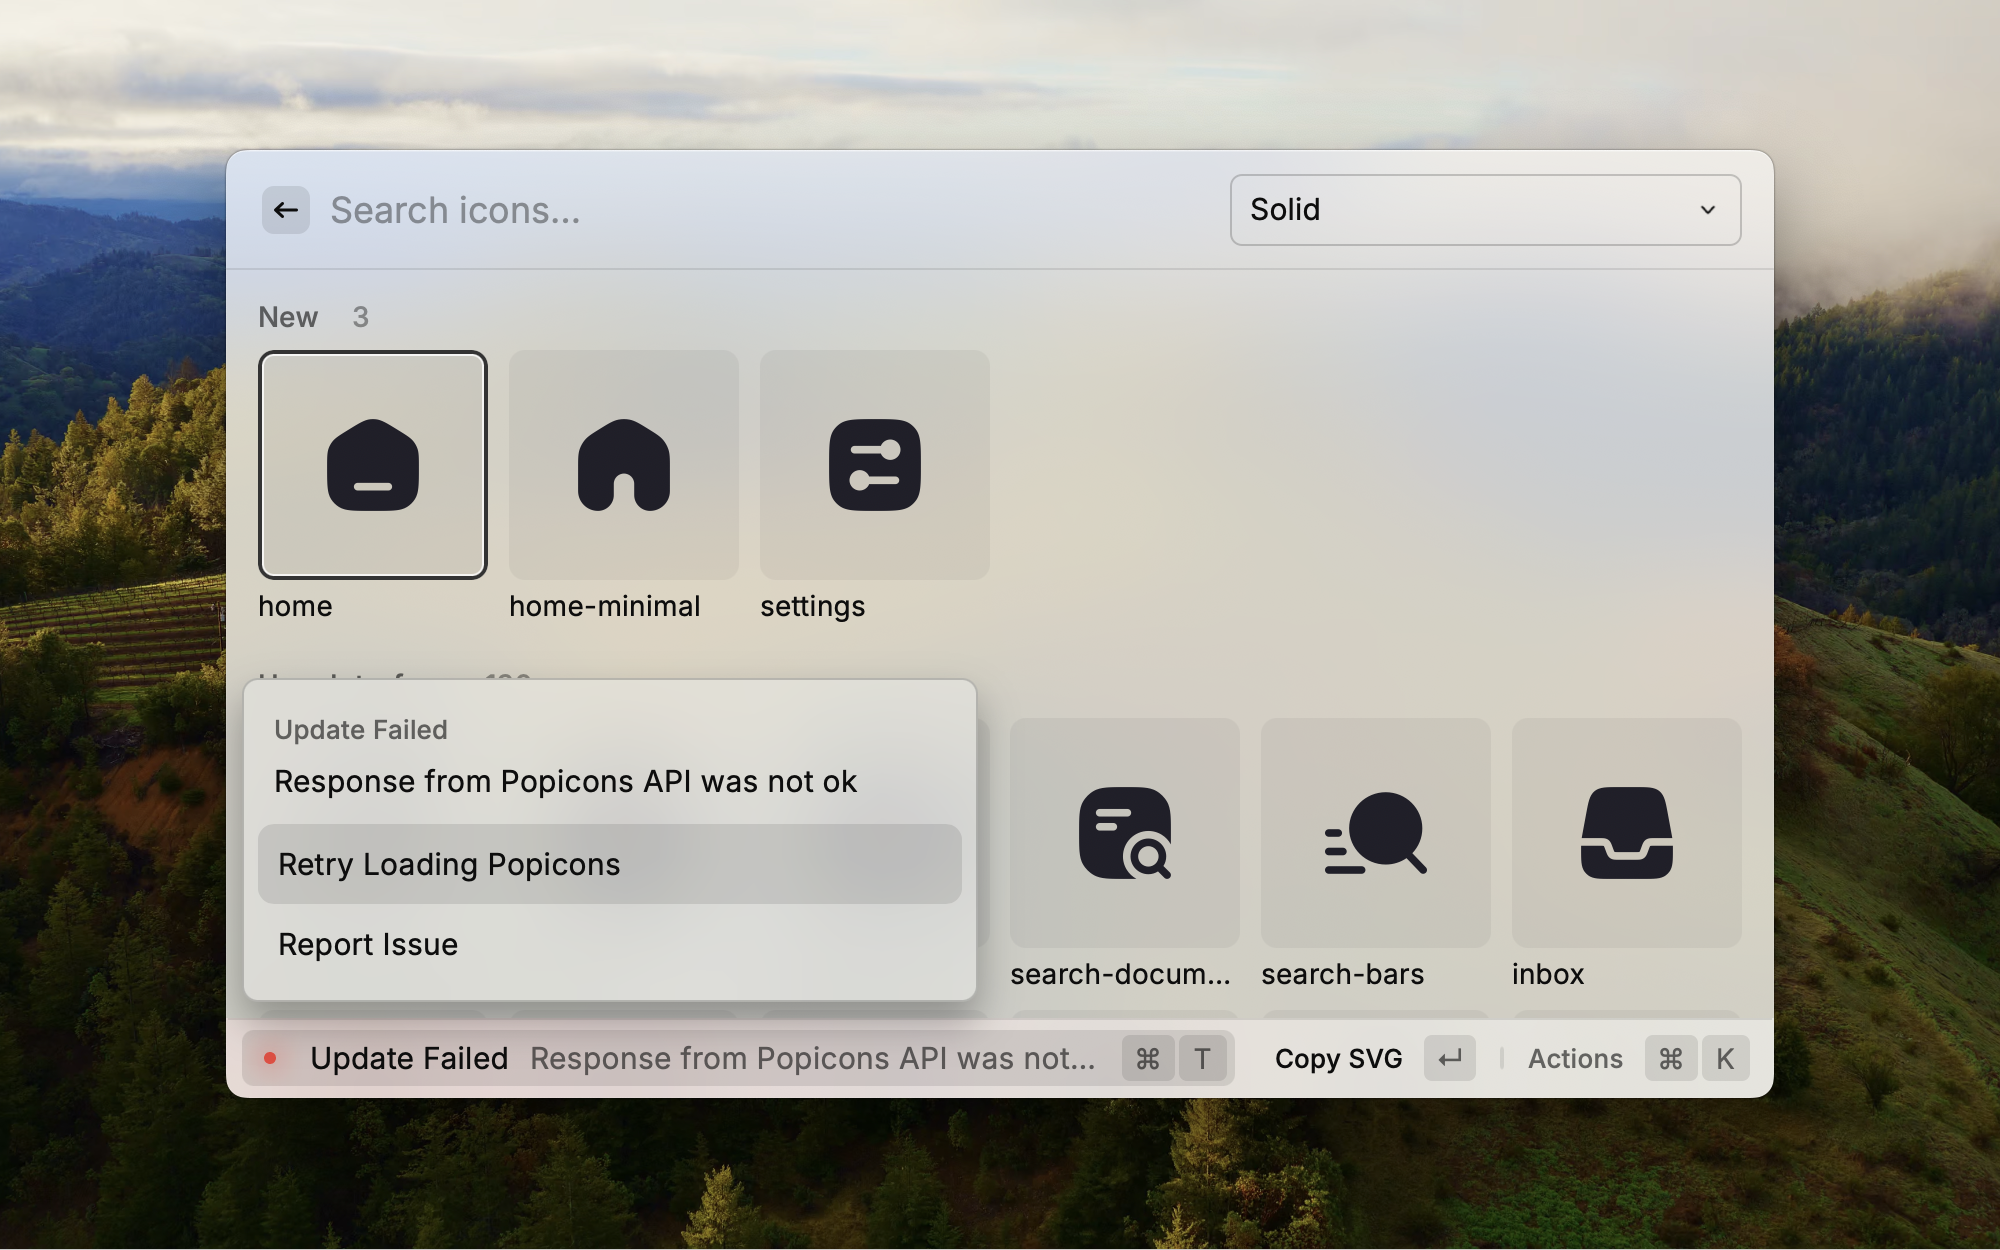 Search icons...
Solid
New 3
home
home-minimal
settings
Update Failed
Response from Popicons API was not ok
Retry Loading Popicons
Report Issue
search-docum...
search-bars
inbox
Update Failed Response from Popicons API was not... ⌘ T
Copy SVG ↵ Actions ⌘ K